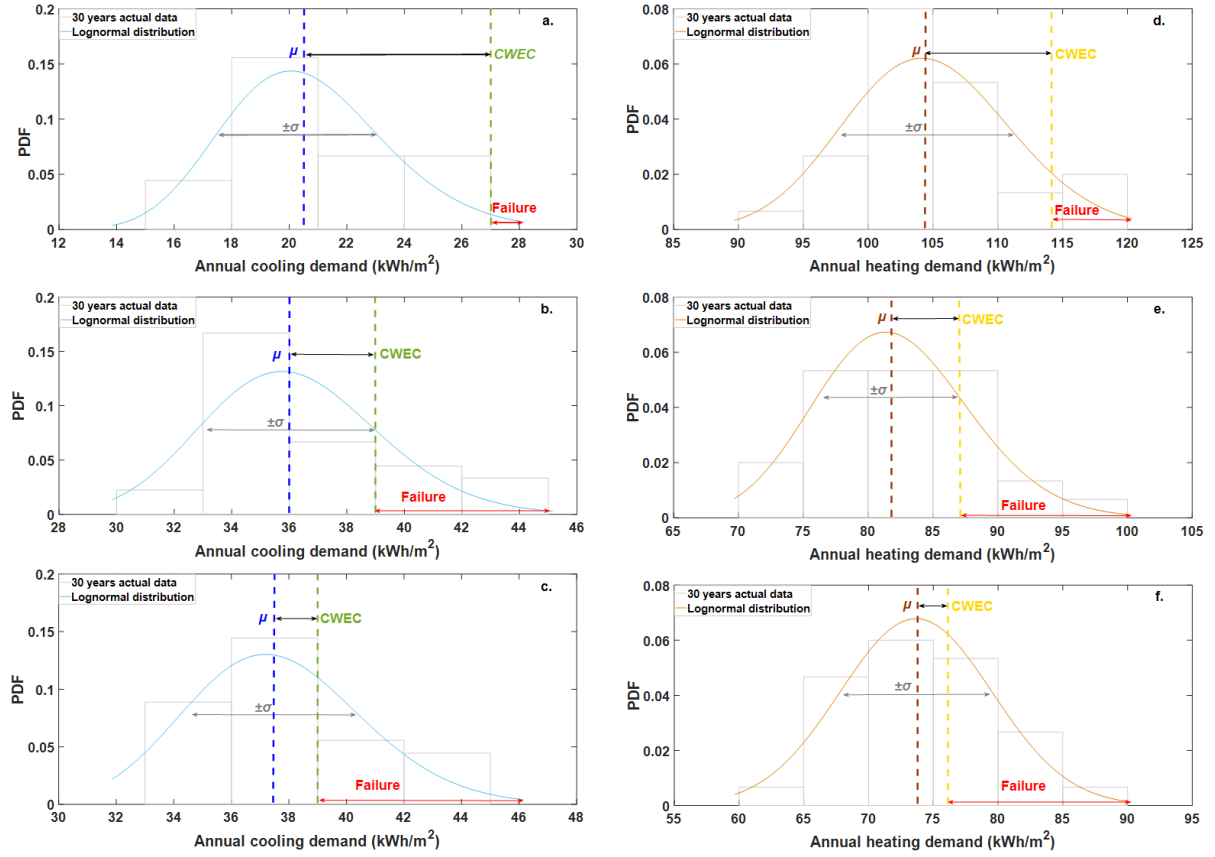 30 years actual data
Lognormal distribution
a.
μ
CWEC
±σ
Failure
PDF
0.2
0.15
0.1
0.05
0
12 14 16 18 20 22 24 26 28 30
Annual cooling demand (kWh/m²)
30 years actual data
Lognormal distribution
d.
μ
CWEC
±σ
Failure
PDF
0.08
0.06
0.04
0.02
0
85 90 95 100 105 110 115 120 125
Annual heating demand (kWh/m²)
30 years actual data
Lognormal distribution
b.
μ
CWEC
±σ
Failure
PDF
0.2
0.15
0.1
0.05
0
28 30 32 34 36 38 40 42 44 46
Annual cooling demand (kWh/m²)
30 years actual data
Lognormal distribution
e.
μ
CWEC
±σ
Failure
PDF
0.08
0.06
0.04
0.02
0
65 70 75 80 85 90 95 100 105
Annual heating demand (kWh/m²)
30 years actual data
Lognormal distribution
c.
μ
CWEC
±σ
Failure
PDF
0.2
0.15
0.1
0.05
0
30 32 34 36 38 40 42 44 46 48
Annual cooling demand (kWh/m²)
30 years actual data
Lognormal distribution
f.
μ
CWEC
±σ
Failure
PDF
0.08
0.06
0.04
0.02
0
55 60 65 70 75 80 85 90 95
Annual heating demand (kWh/m²)